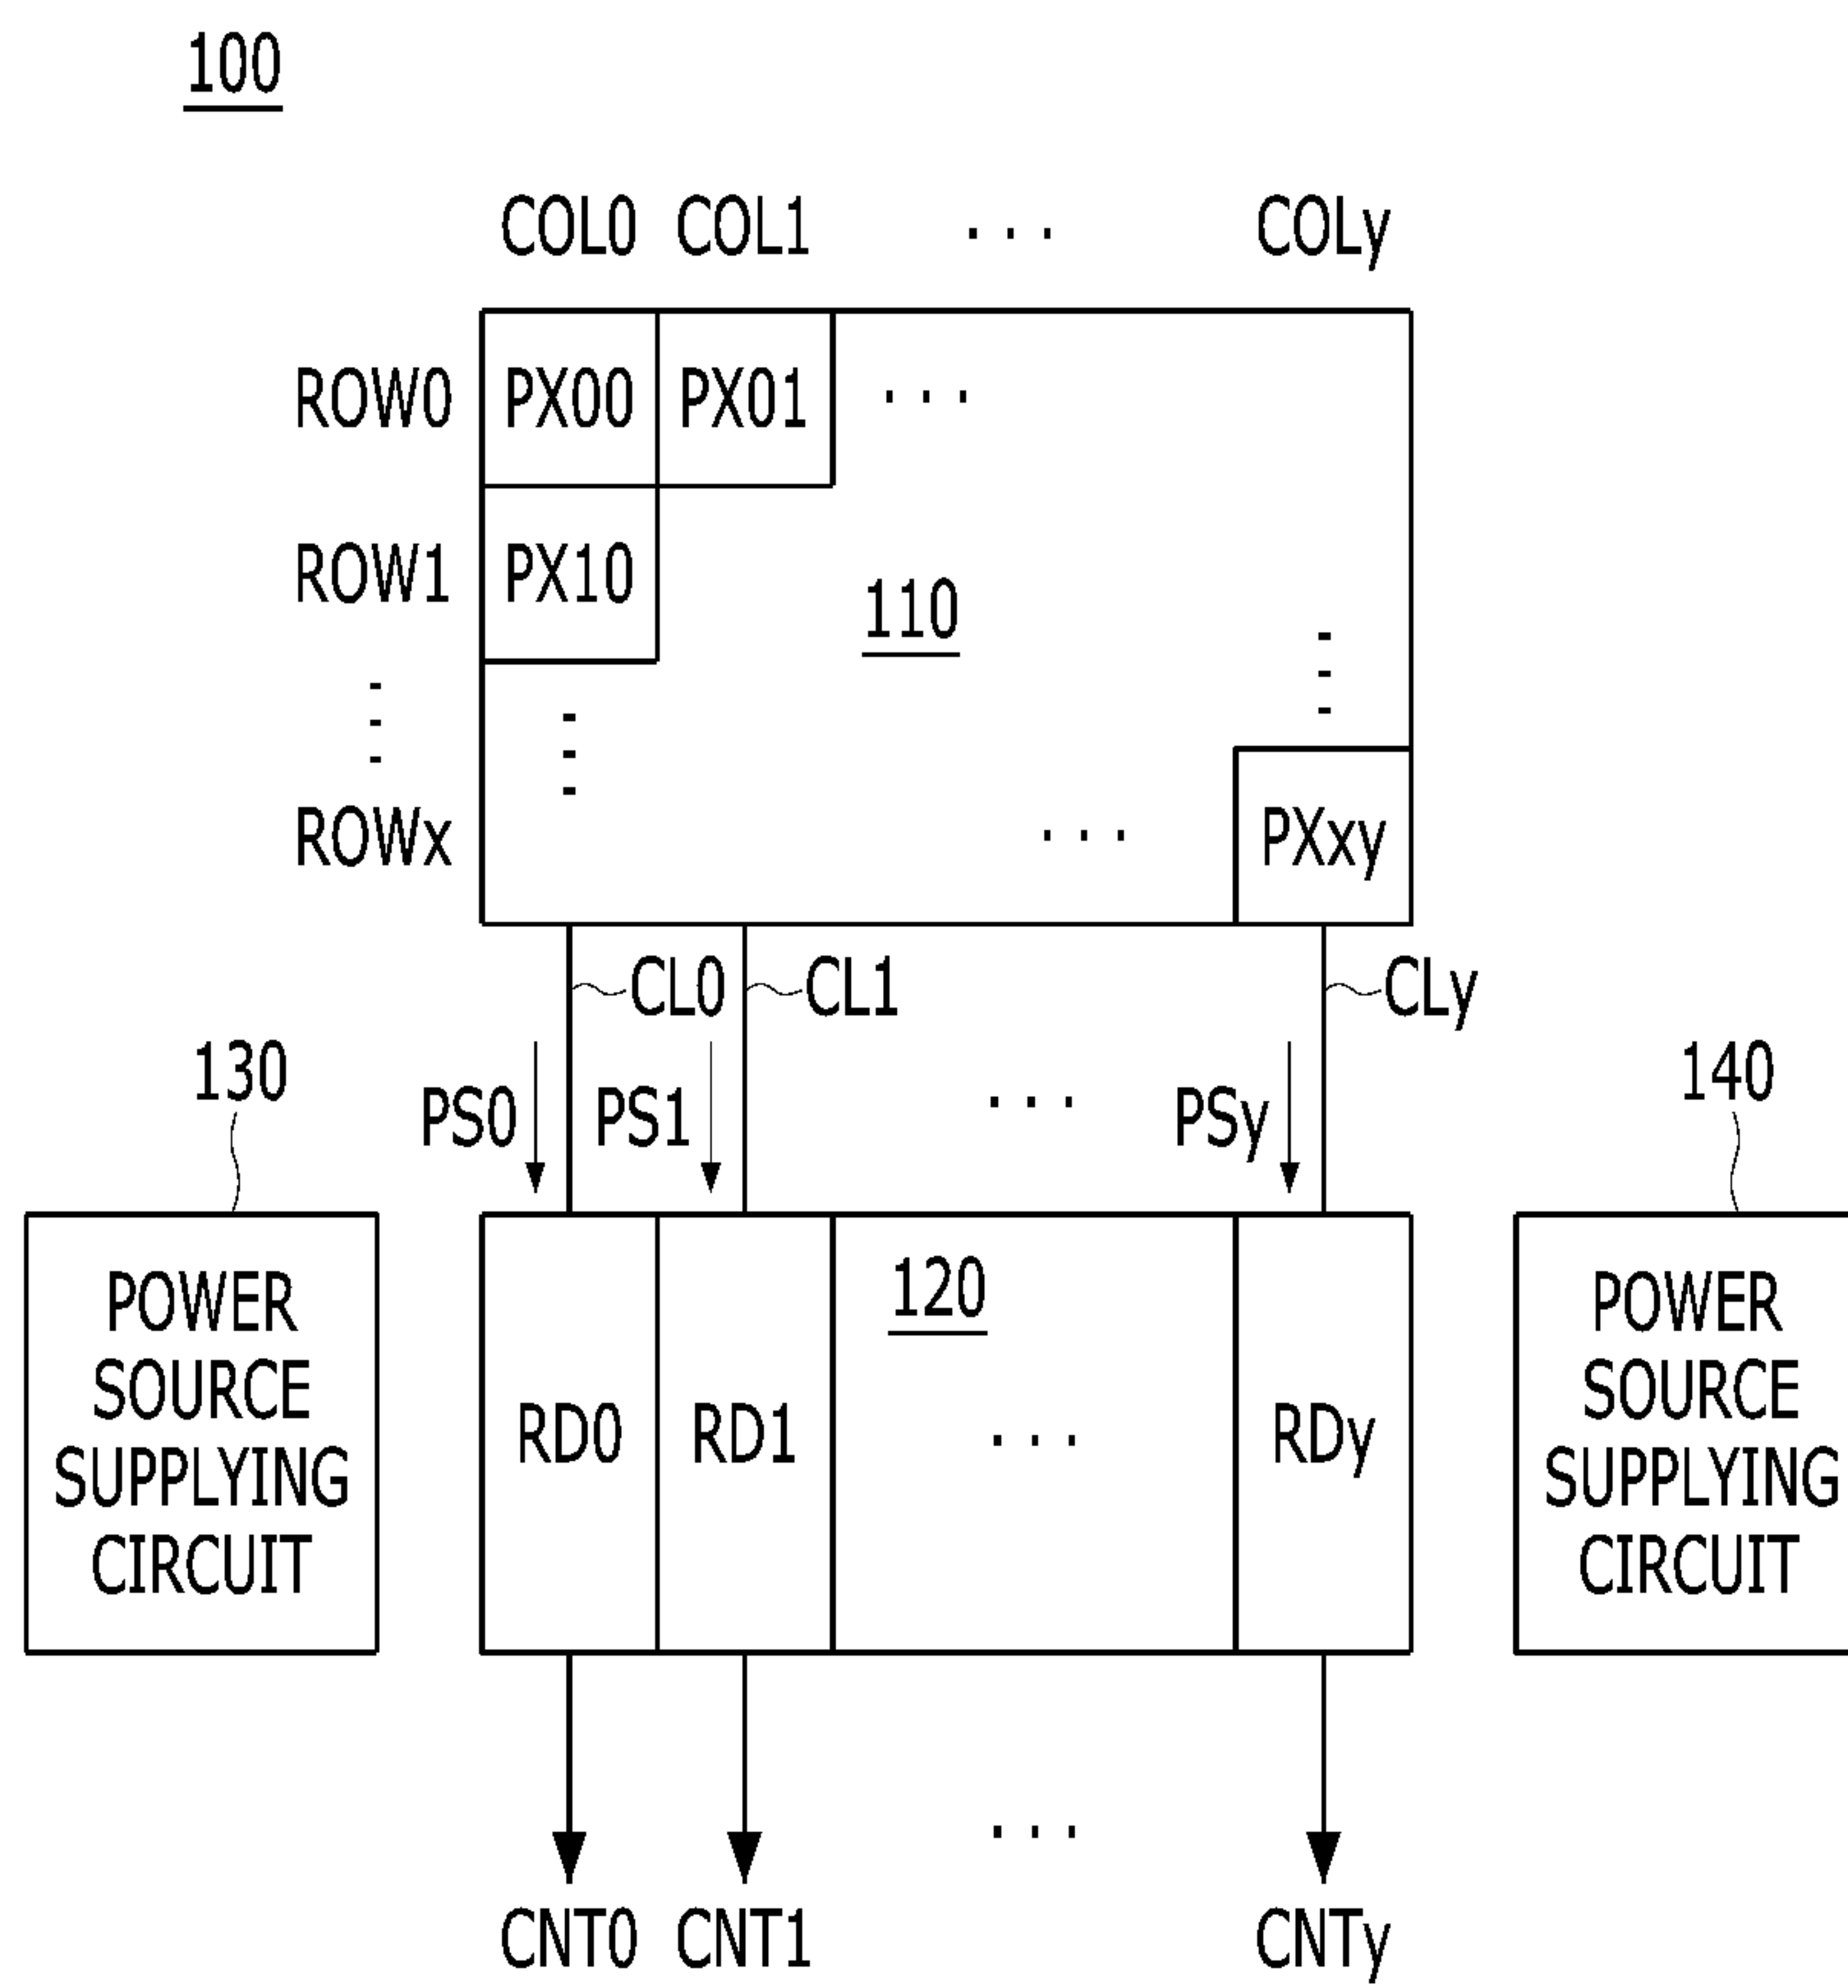 100
COL0 COL1 ... COLy
ROW0 PX00 PX01 ...
ROW1 PX10
110
ROWx ... PXxy
CL0 CL1 CLy
130 140
PS0 PS1 ... PSy
120
POWER
SOURCE
SUPPLYING
CIRCUIT
RD0 RD1 ... RDy
POWER
SOURCE
SUPPLYING
CIRCUIT
...
CNT0 CNT1 CNTy